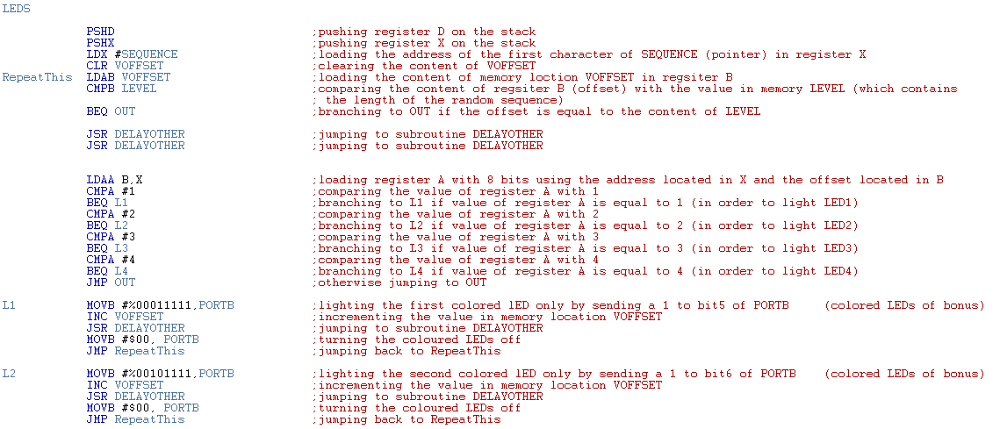 LEDS
PSHD ;pushing register D on the stack
PSHX ;pushing register X on the stack
LDX #SEQUENCE ;loading the address of the first character of SEQUENCE (pointer) in register X
CLR VOFFSET ;clearing the content of VOFFSET
RepeatThis LDAB VOFFSET ;loading the content of memory loction VOFFSET in regsiter B
CMPB LEVEL ;comparing the content of regsiter B (offset) with the value in memory LEVEL (which contains
; the length of the random sequence)
BEQ OUT ;branching to OUT if the offset is equal to the content of LEVEL
JSR DELAYOTHER ;jumping to subroutine DELAYOTHER
JSR DELAYOTHER ;jumping to subroutine DELAYOTHER
LDAA B,X ;loading register A with 8 bits using the address located in X and the offset located in B
CMPA #1 ;comparing the value of register A with 1
BEQ L1 ;branching to L1 if value of register A is equal to 1 (in order to light LED1)
CMPA #2 ;comparing the value of register A with 2
BEQ L2 ;branching to L2 if value of register A is equal to 2 (in order to light LED2)
CMPA #3 ;comparing the value of register A with 3
BEQ L3 ;branching to L3 if value of register A is equal to 3 (in order to light LED3)
CMPA #4 ;comparing the value of register A with 4
BEQ L4 ;branching to L4 if value of register A is equal to 4 (in order to light LED4)
JMP OUT ;otherwise jumping to OUT
L1 MOVB #%00011111,PORTB ;lighting the first colored lED only by sending a 1 to bit5 of PORTB (colored LEDs of bonus)
INC VOFFSET ;incrementing the value in memory location VOFFSET
JSR DELAYOTHER ;jumping to subroutine DELAYOTHER
MOVB #$00, PORTB ;turning the coloured LEDs off
JMP RepeatThis ;jumping back to RepeatThis
L2 MOVB #%00101111,PORTB ;lighting the second colored lED only by sending a 1 to bit6 of PORTB (colored LEDs of bonus)
INC VOFFSET ;incrementing the value in memory location VOFFSET
JSR DELAYOTHER ;jumping to subroutine DELAYOTHER
MOVB #$00, PORTB ;turning the coloured LEDs off
JMP RepeatThis ;jumping back to RepeatThis